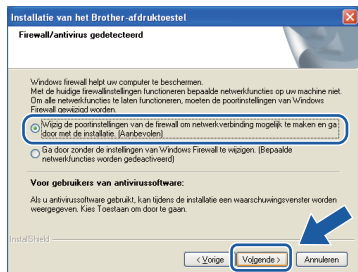 Installatie van het Brother-afdruktoestel
Firewall/antivirus gedetecteerd
Windows firewall helpt uw computer te beschermen.
Met de huidige firewallinstellingen functioneren bepaalde netwerkfuncties op uw machine niet.
Om alle netwerkfuncties te laten functioneren, moeten de poortinstellingen van Windows
Firewall gewijzigd worden.
Wijzig de poortinstellingen van de firewall om netwerkverbinding mogelijk te maken en ga
door met de installatie. (Aanbevolen)
Ga door zonder de instellingen van Windows Firewall te wijzigen. (Bepaalde
netwerkfuncties worden gedeactiveerd)
Voor gebruikers van antivirussoftware:
Als u antivirussoftware gebruikt, kan tijdens de installatie een waarschuwingsvenster worden
weergegeven. Kies Toestaan om door te gaan.
InstallShield
< Vorige
Volgende >
Annuleren